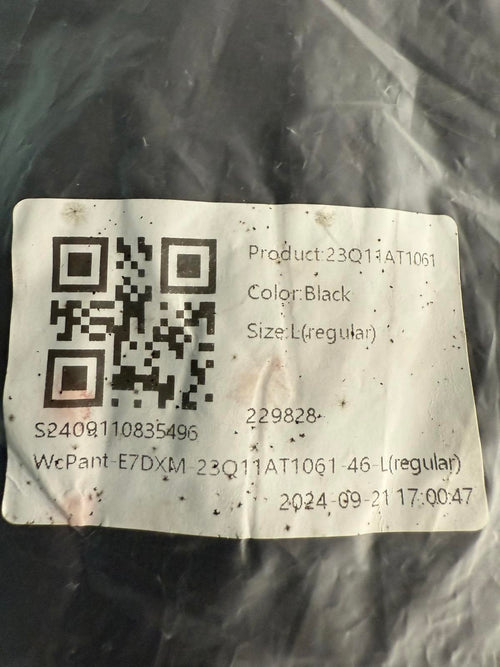 Product:23Q11AT1061
Color:Black
Size:L(regular)
229828
S2409110835496
WcPant-E7DXM-23Q11AT1061-46-L(regular)
2024-09-21 17:00:47